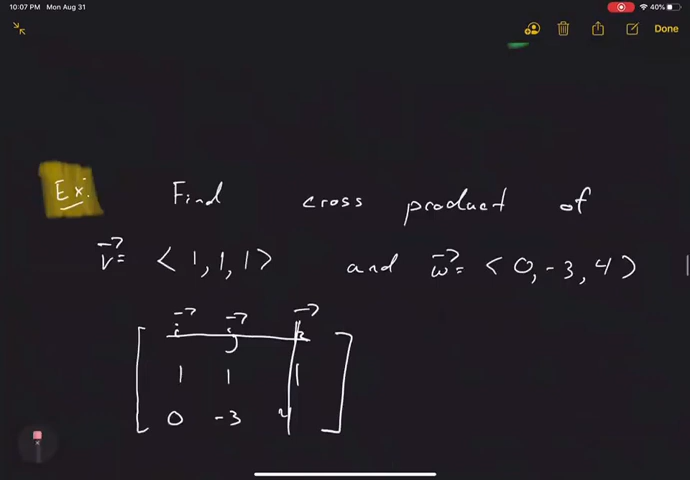 10:07 PM Mon Aug 31 40%
Done
Ex: Find cross product of
v⃗= < 1, 1, 1 > and w⃗= < 0, -3, 4 >
i⃗ j⃗ k⃗
1 1 1
0 -3 4